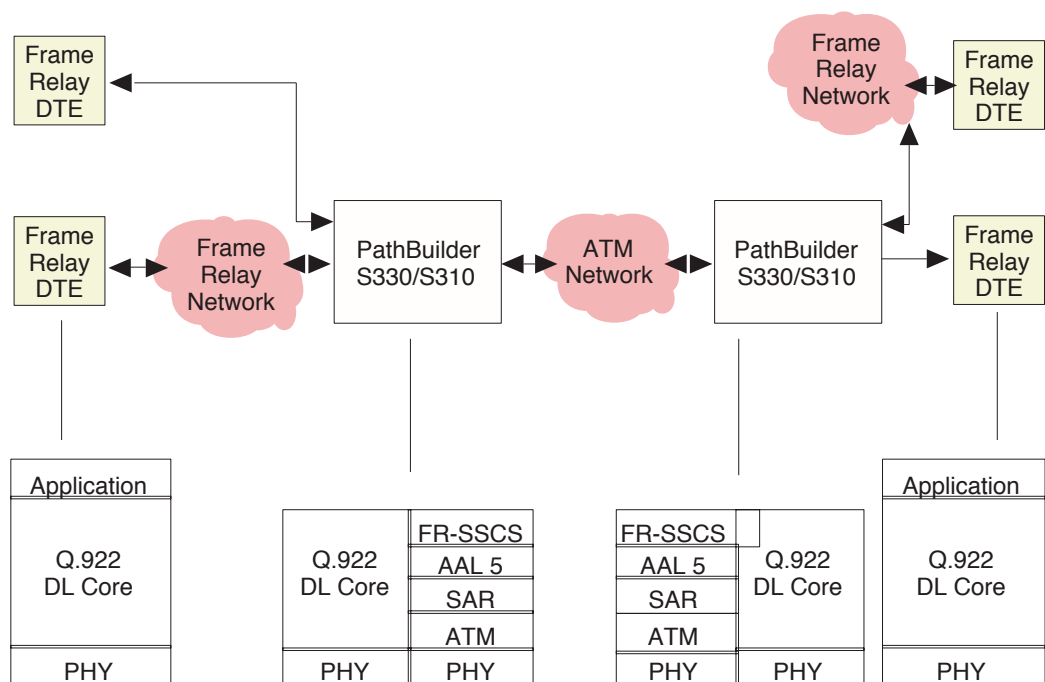 Frame
Relay
DTE
Frame
Relay
Network
Frame
Relay
DTE
Frame
Relay
DTE
Frame
Relay
Network
PathBuilder
S330/S310
ATM
Network
PathBuilder
S330/S310
Frame
Relay
DTE
Application
Q.922
DL Core
PHY
Q.922
DL Core
PHY
FR-SSCS
AAL 5
SAR
ATM
PHY
FR-SSCS
AAL 5
SAR
ATM
PHY
Q.922
DL Core
PHY
Application
Q.922
DL Core
PHY